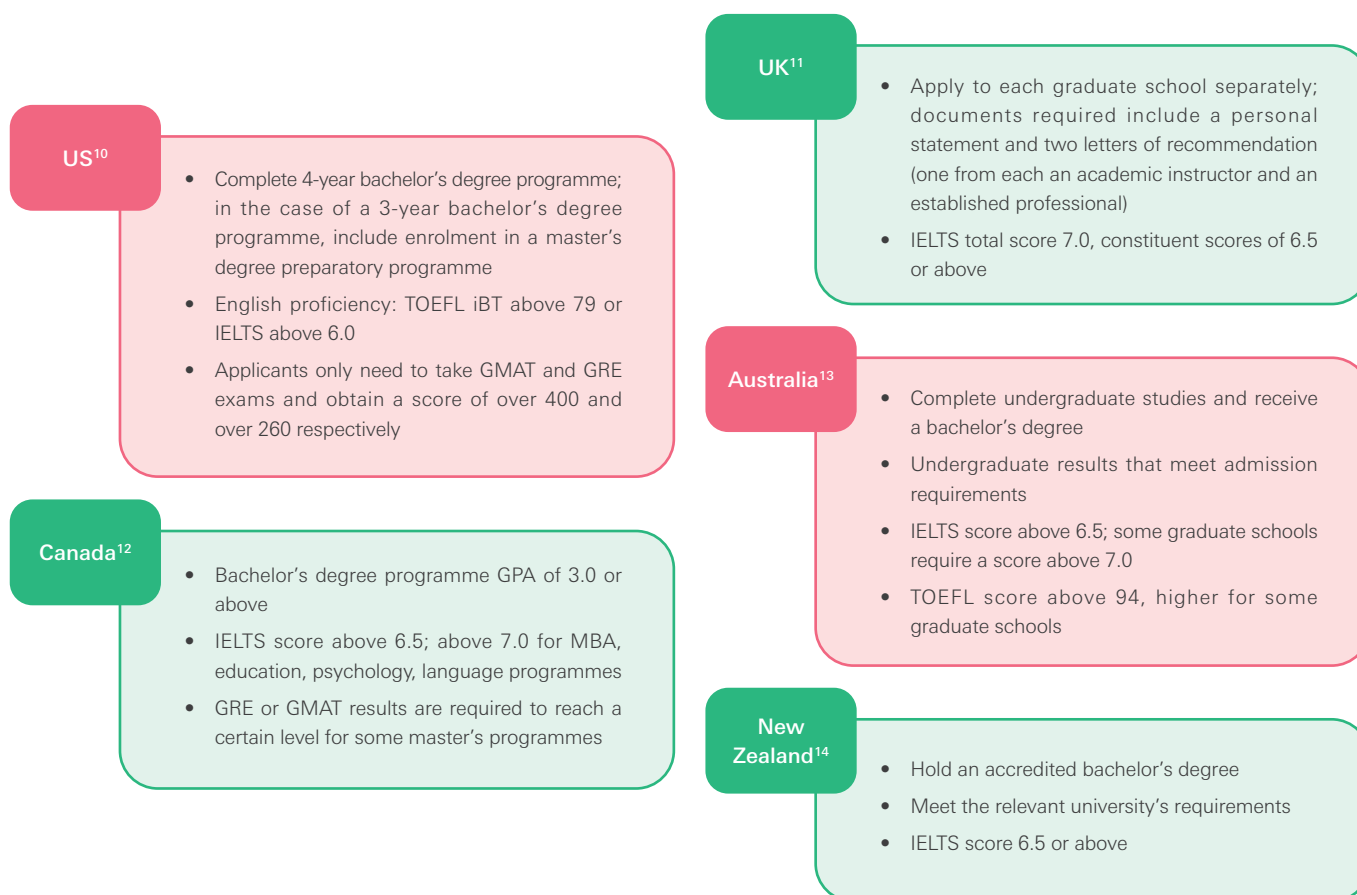 US10
• Complete 4-year bachelor's degree programme;
in the case of a 3-year bachelor's degree
programme, include enrolment in a master's
degree preparatory programme
• English proficiency: TOEFL iBT above 79 or
IELTS above 6.0
• Applicants only need to take GMAT and GRE
exams and obtain a score of over 400 and
over 260 respectively
Canada12
• Bachelor's degree programme GPA of 3.0 or
above
• IELTS score above 6.5; above 7.0 for MBA,
education, psychology, language programmes
• GRE or GMAT results are required to reach a
certain level for some master's programmes
UK11
• Apply to each graduate school separately;
documents required include a personal
statement and two letters of recommendation
(one from each an academic instructor and an
established professional)
• IELTS total score 7.0, constituent scores of 6.5
or above
Australia13
• Complete undergraduate studies and receive
a bachelor's degree
• Undergraduate results that meet admission
requirements
• IELTS score above 6.5; some graduate schools
require a score above 7.0
• TOEFL score above 94, higher for some
graduate schools
New
Zealand14
• Hold an accredited bachelor's degree
• Meet the relevant university's requirements
• IELTS score 6.5 or above